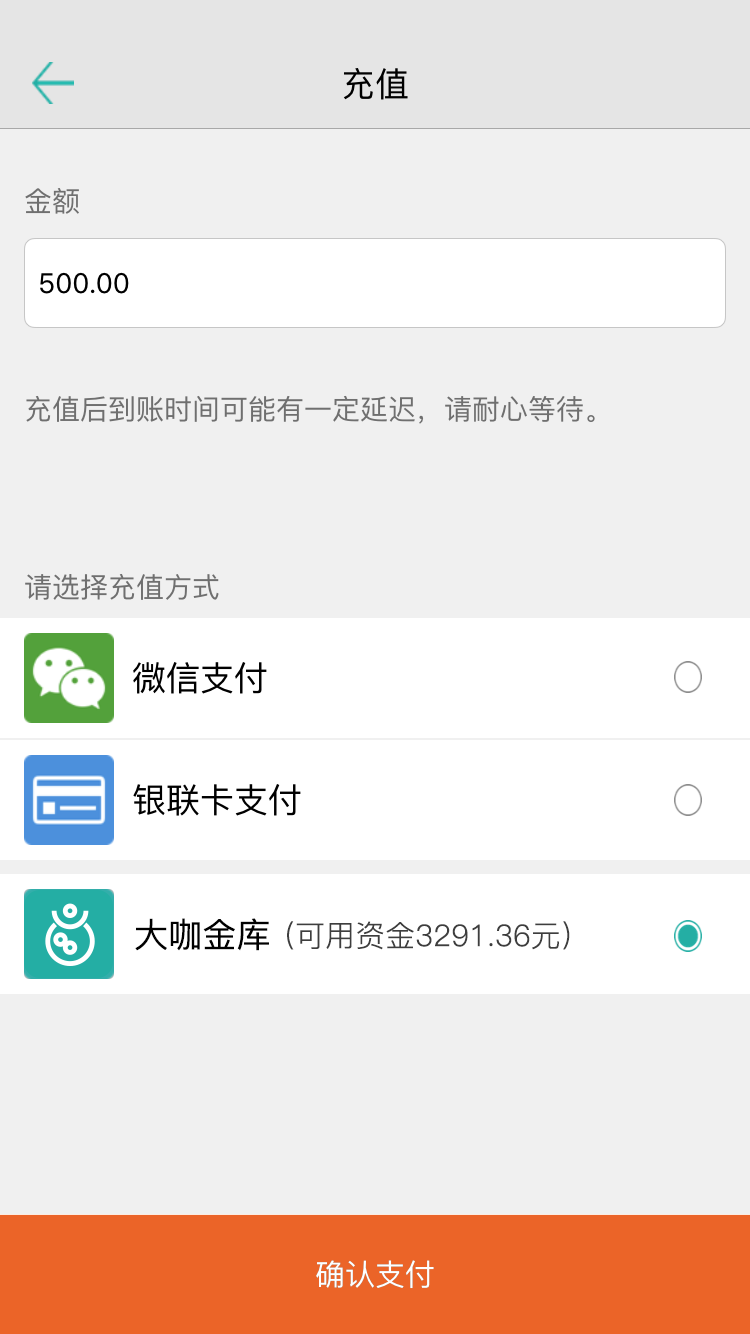 充值
金额
500.00
充值后到账时间可能有一定延迟，请耐心等待。
请选择充值方式
微信支付
银联卡支付
大咖金库（可用资金3291.36元）
确认支付